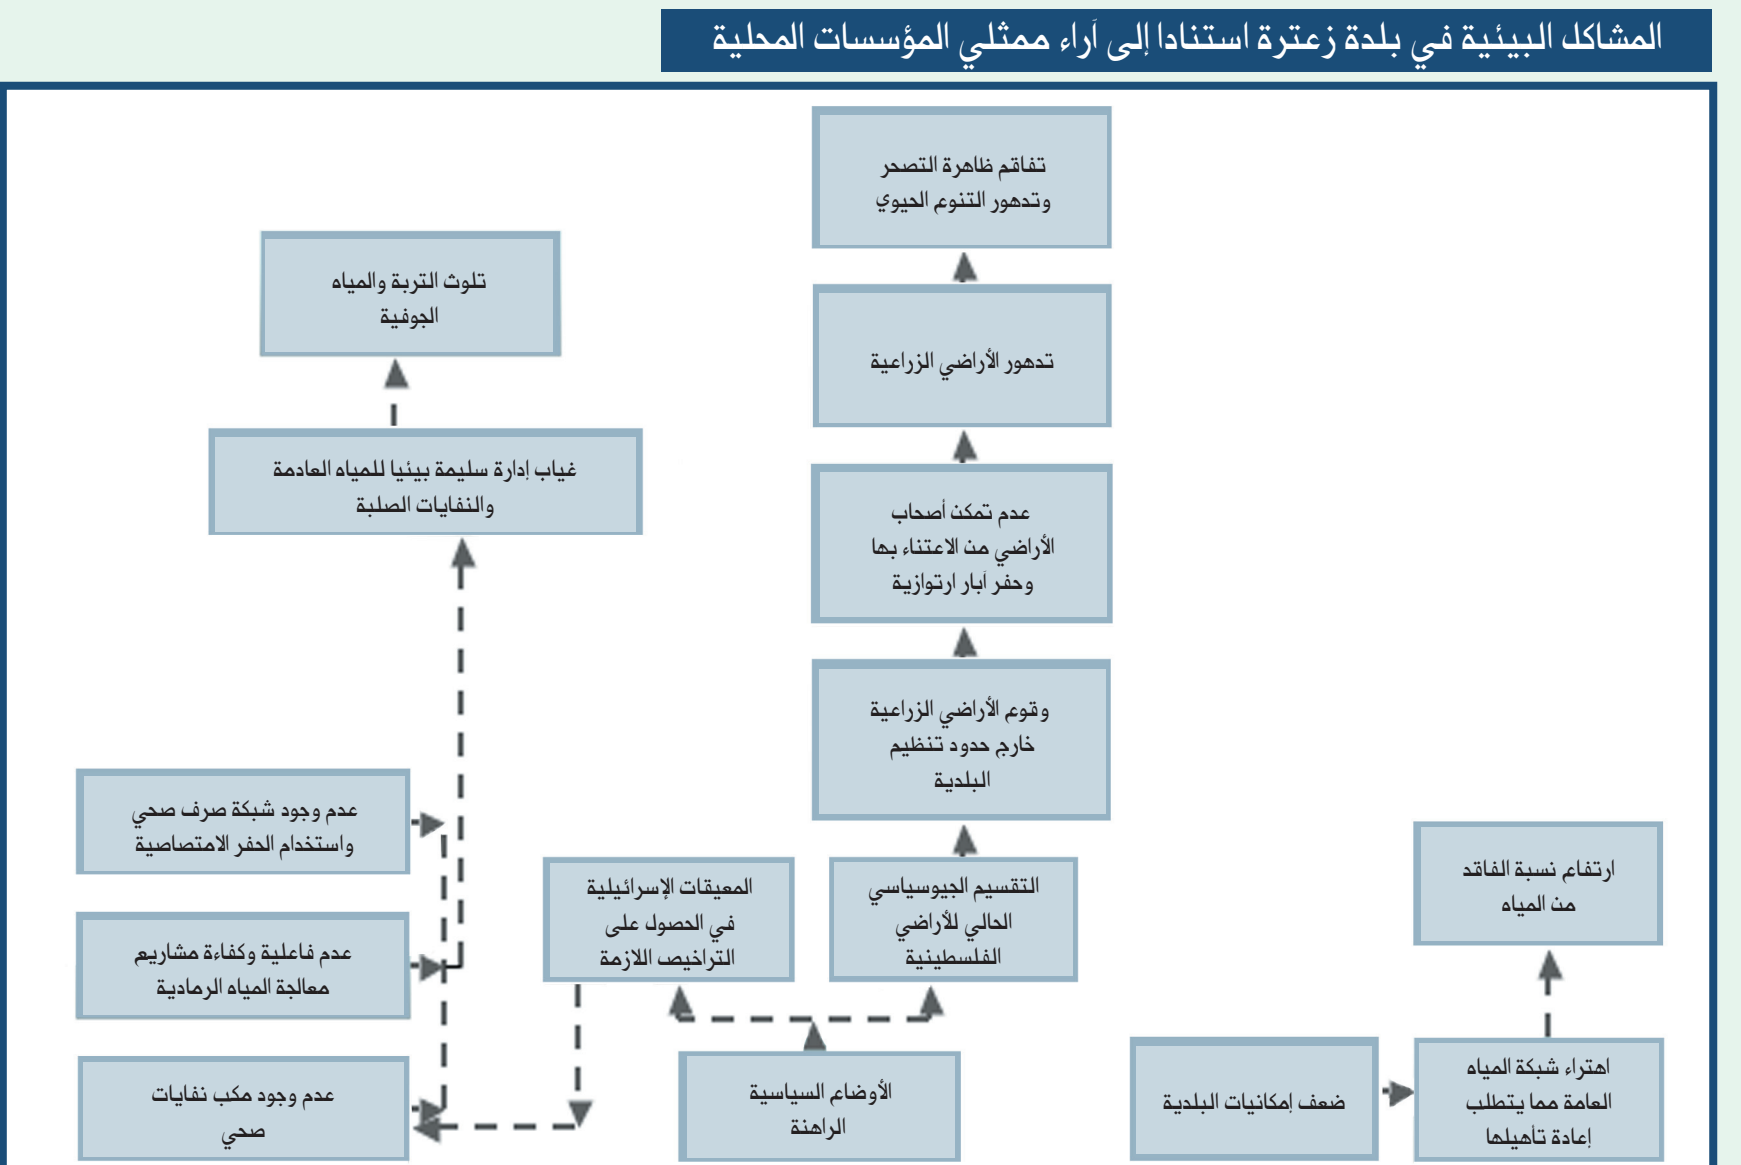 المشاكل البيئية في بلدة زعترة استنادا إلى آراء ممثلي المؤسسات المحلية
تفاقم ظاهرة التصحر
وتدهور التنوع الحيوي
تدهور الأراضي الزراعية
عدم تمكن أصحاب
الأراضي من الاعتناء بها
وحفر آبار ارتوازية
وقوع الأراضي الزراعية
خارج حدود تنظيم
البلدية
التقسيم الجيوسياسي
الحالي للأراضي
الفلسطينية
المعيقات الإسرائيلية
في الحصول على
التراخيص اللازمة
الأوضاع السياسية
الراهنة
ارتفاع نسبة الفاقد
من المياه
اهتراء شبكة المياه
العامة مما يتطلب
إعادة تأهيلها
ضعف إمكانيات البلدية
تلوث التربة والمياه
الجوفية
غياب إدارة سليمة بيئيا للمياه العادمة
والنفايات الصلبة
عدم وجود شبكة صرف صحي
واستخدام الحفر الامتصاصية
عدم فاعلية وكفاءة مشاريع
معالجة المياه الرمادية
عدم وجود مكب نفايات
صحي